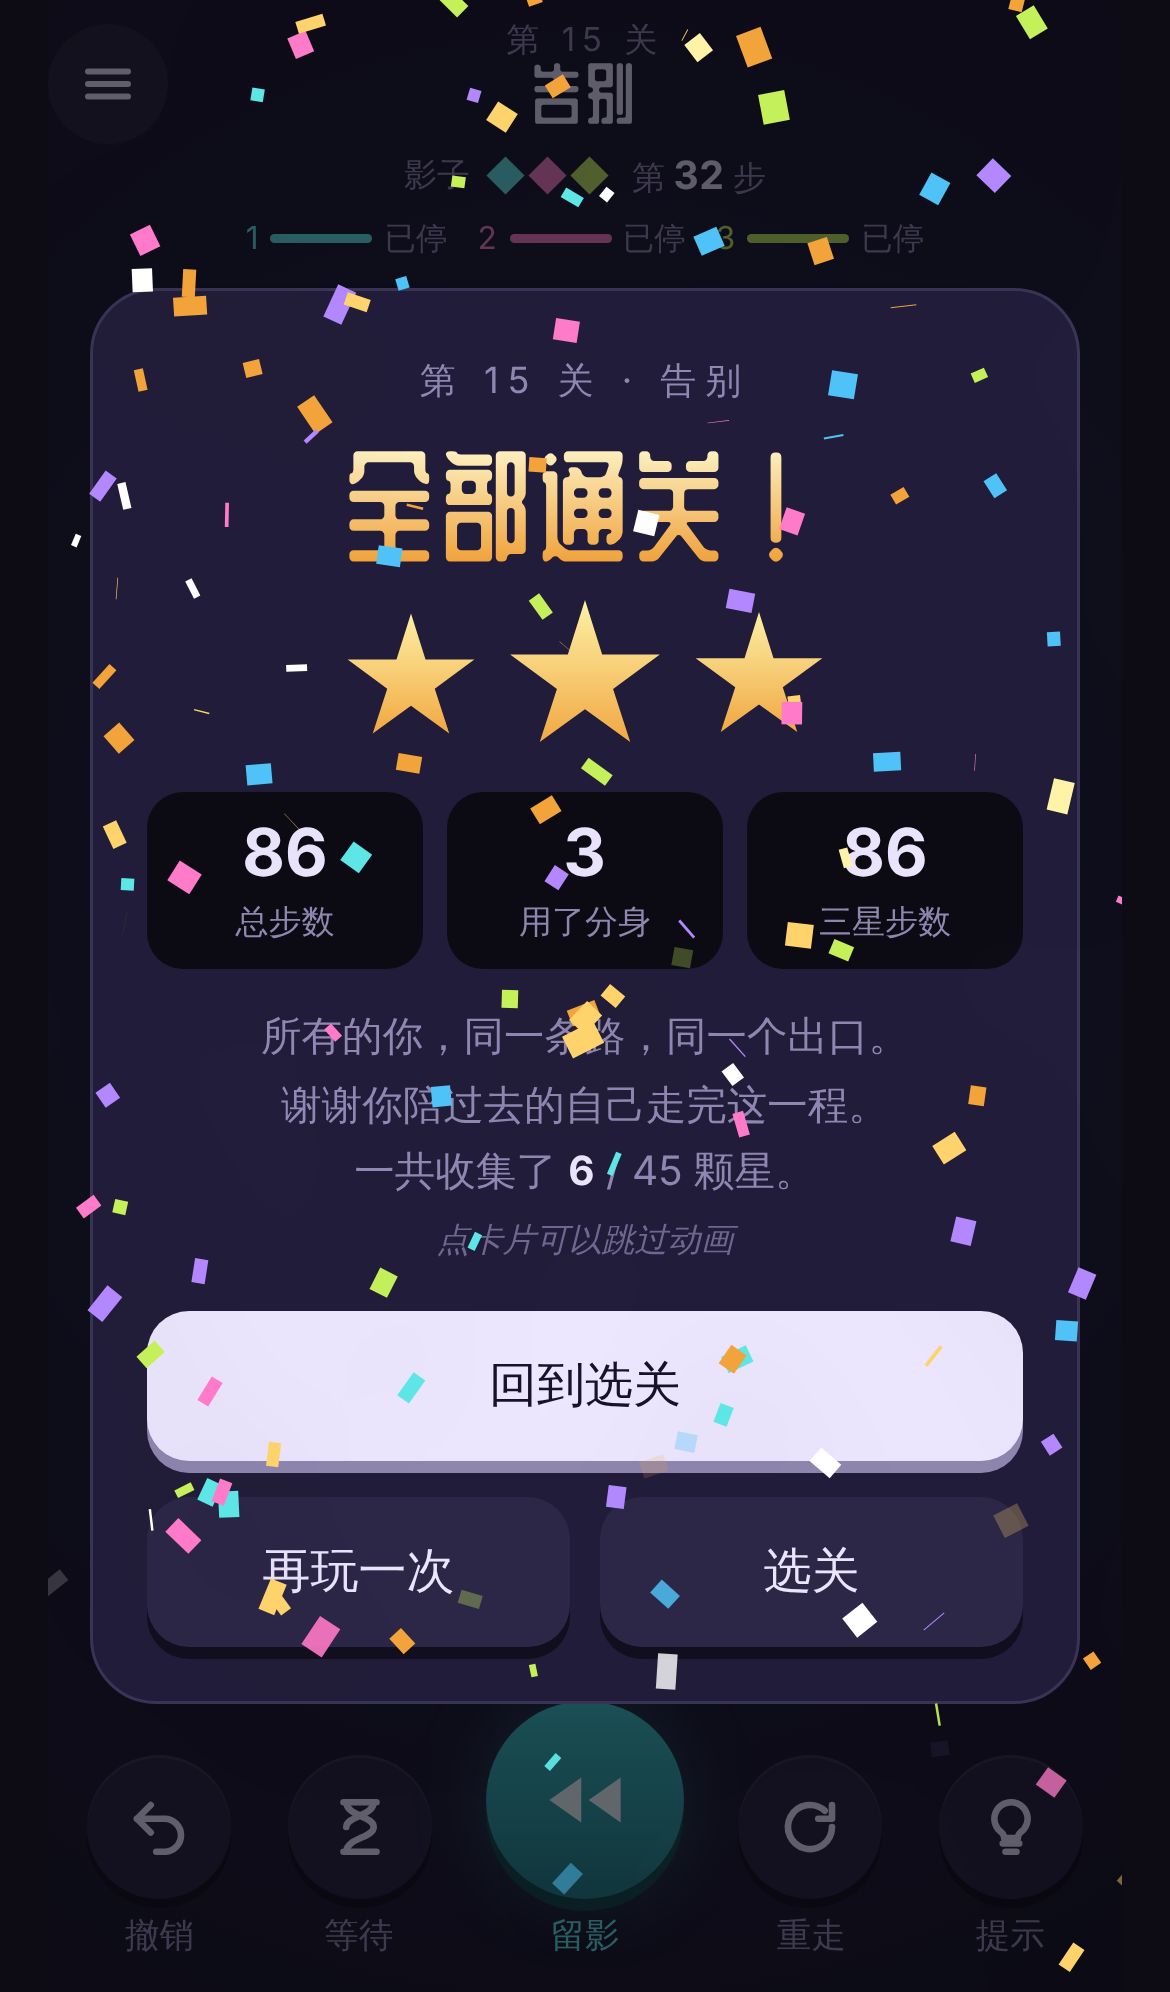 第 15 关
告别
影子 第 32 步
1 已停 2 已停 3 已停
第 15 关 · 告别
全部通关！
86 3 86
总步数 用了分身 三星步数
所有的你，同一条路，同一个出口。
谢谢你陪过去的自己走完这一程。
一共收集了 6 / 45 颗星。
点卡片可以跳过动画
回到选关
再玩一次 选关
撤销 等待 留影 重走 提示